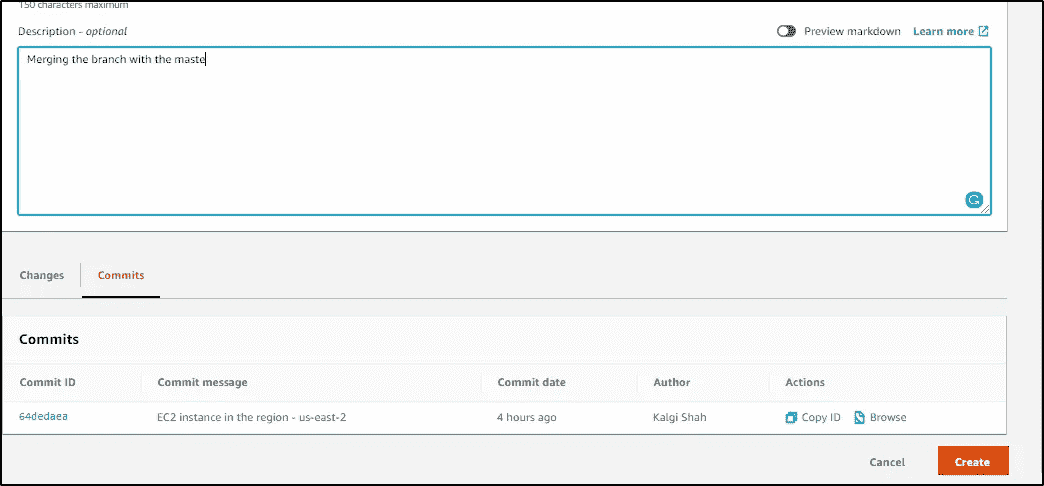 150 characters maximum
Description - optional
Preview markdown Learn more
Merging the branch with the maste
Changes Commits
Commits
Commit ID Commit message Commit date Author Actions
64dedaea EC2 instance in the region - us-east-2 4 hours ago Kalgi Shah Copy ID Browse
Cancel Create